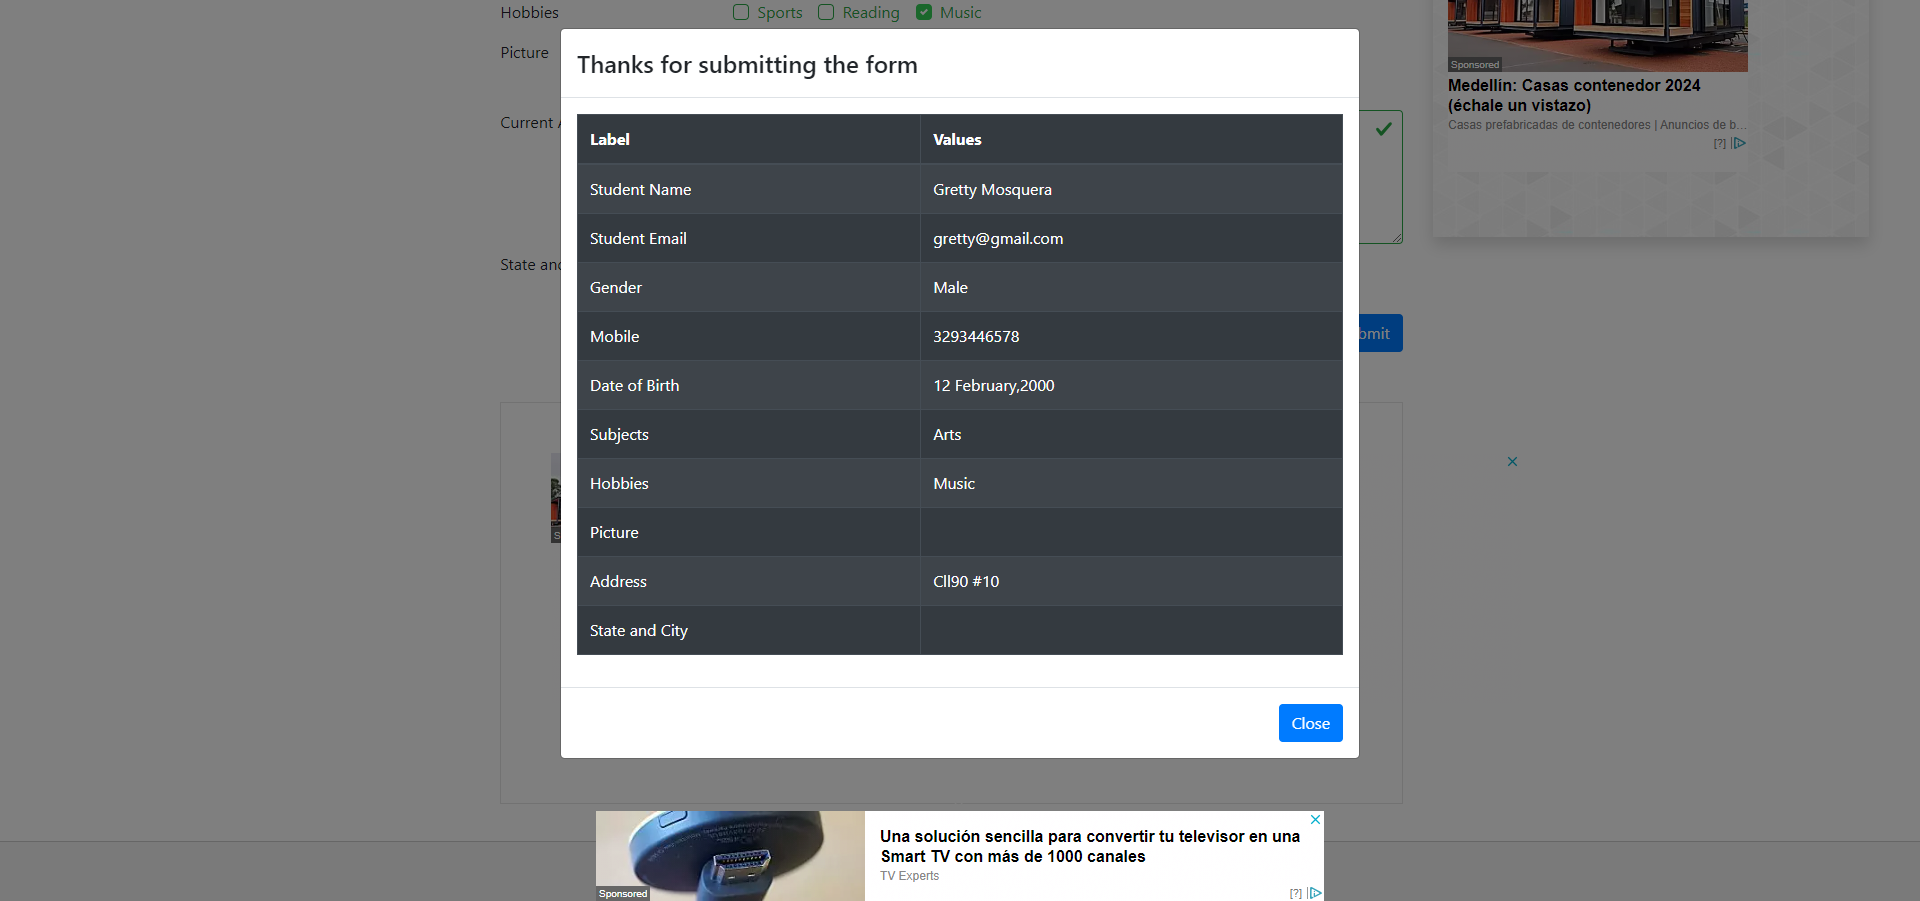 Hobbies Sports Reading Music
Picture
Thanks for submitting the form
Sponsored
Medellín: Casas contenedor 2024
(échale un vistazo)
Casas prefabricadas de contenedores | Anuncios de b...
[?]
Current
Label Values
Student Name Gretty Mosquera
Student Email gretty@gmail.com
State and
Gender Male
Mobile 3293446578
bmit
Date of Birth 12 February,2000
Subjects Arts
Hobbies Music
Picture
Address Cll90 #10
State and City
Close
Una solución sencilla para convertir tu televisor en una
Smart TV con más de 1000 canales
TV Experts
Sponsored
[?]